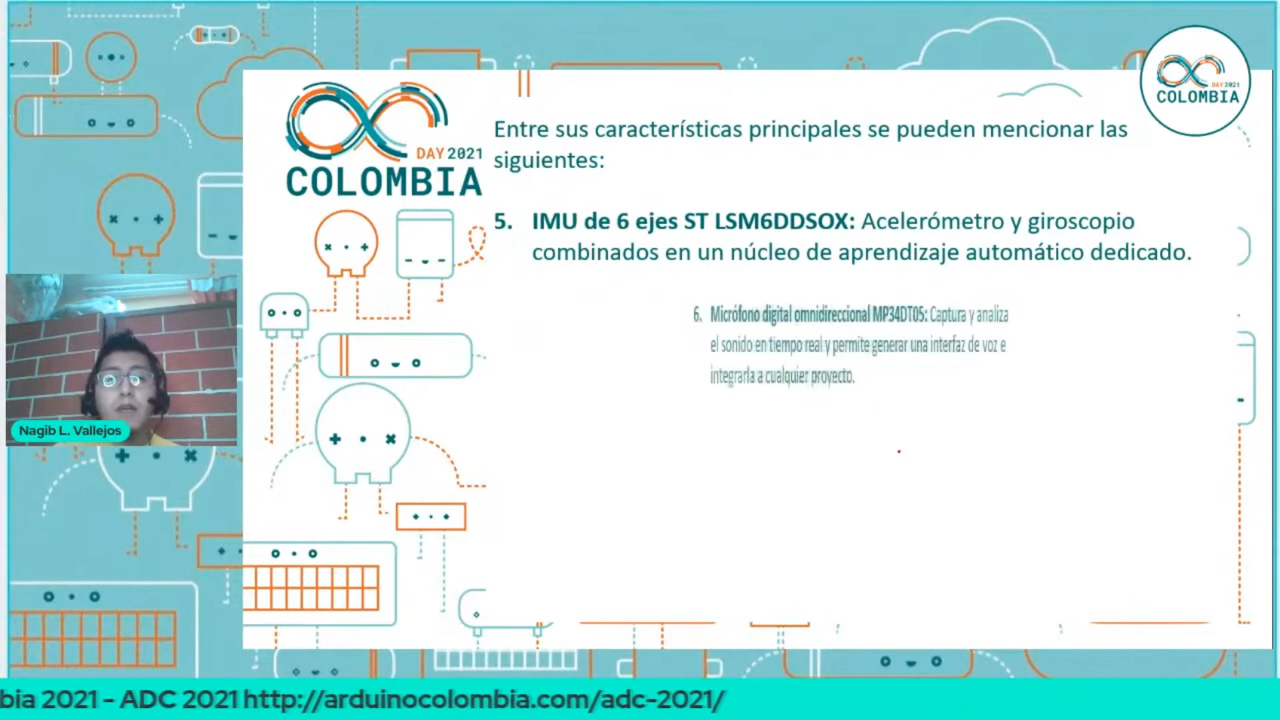 DAY 2021
COLOMBIA
DAY 2021
COLOMBIA
Entre sus características principales se pueden mencionar las
siguientes:
5. IMU de 6 ejes ST LSM6DDSOX: Acelerómetro y giroscopio
combinados en un núcleo de aprendizaje automático dedicado.
6. Micrófono digital omnidireccional MP34DT05: Captura y analiza
el sonido en tiempo real y permite generar una interfaz de voz e
integrarla a cualquier proyecto.
Nagib L. Vallejos
bia 2021 - ADC 2021 http://arduinocolombia.com/adc-2021/